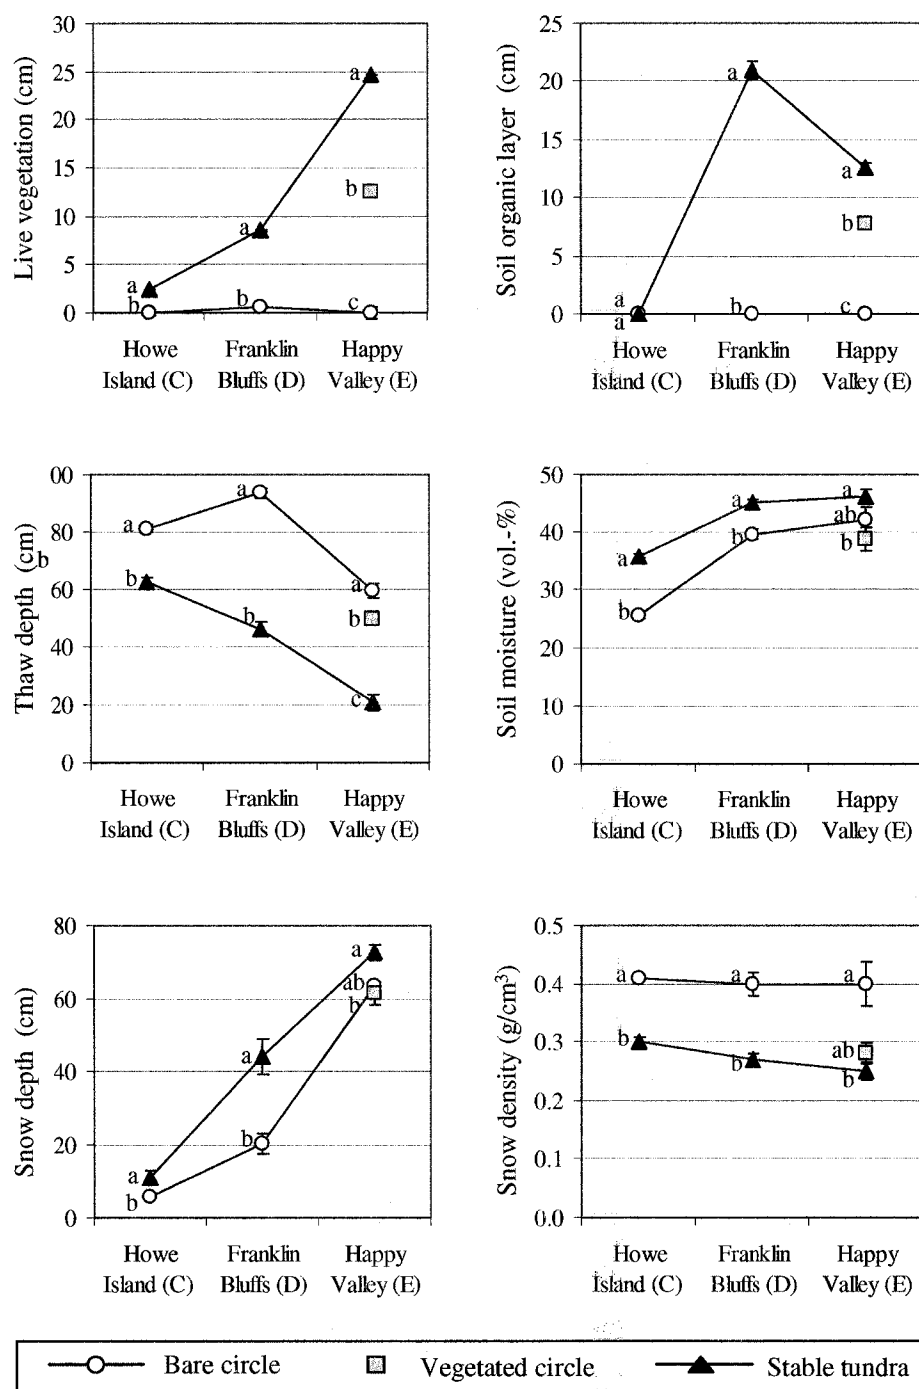 Live vegetation (cm)
30
25
20
15
10
5
0
a
b
a
b
a
b
c
Howe Franklin Happy
Island (C) Bluffs (D) Valley (E)
Soil organic layer (cm)
25
20
15
10
5
0
a
a
a
b
a
b
c
Howe Franklin Happy
Island (C) Bluffs (D) Valley (E)
Thaw depth (cm
b
00
80
60
40
20
0
a
b
a
b
a
b
c
Howe Franklin Happy
Island (C) Bluffs (D) Valley (E)
Soil moisture (vol.-%)
50
40
30
20
10
0
a
b
a
b
a
ab
b
Howe Franklin Happy
Island (C) Bluffs (D) Valley (E)
Snow depth (cm)
80
60
40
20
0
a
b
a
b
a
ab
b
Howe Franklin Happy
Island (C) Bluffs (D) Valley (E)
Snow density (g/cm³)
0.5
0.4
0.3
0.2
0.1
0.0
a
b
a
b
a
ab
b
Howe Franklin Happy
Island (C) Bluffs (D) Valley (E)
Bare circle Vegetated circle Stable tundra